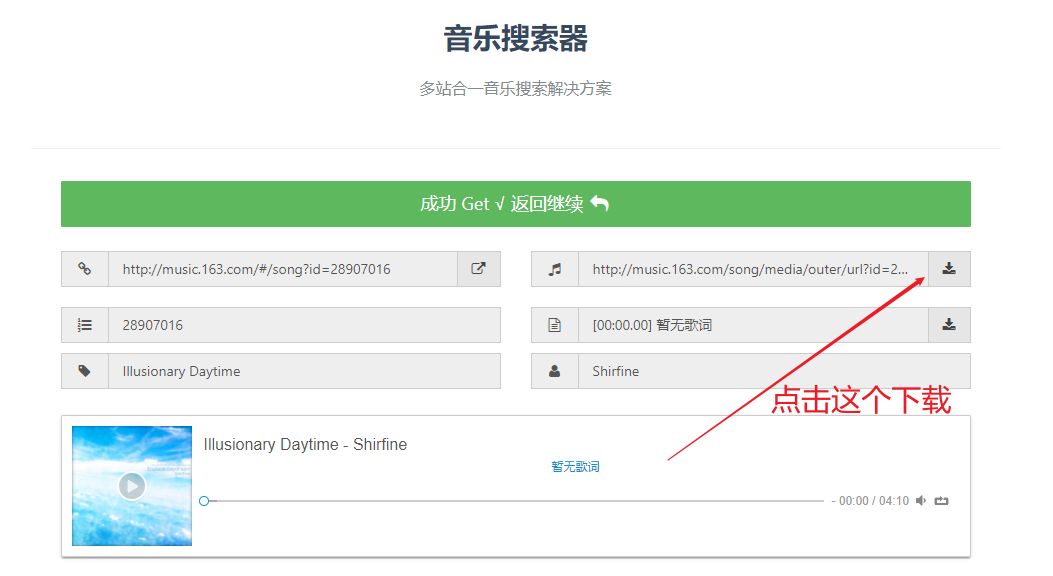 音乐搜索器
多站合一音乐搜索解决方案
成功 Get √ 返回继续
http://music.163.com/#/song?id=28907016
http://music.163.com/song/media/outer/url?id=2...
28907016
[00:00.00] 暂无歌词
Illusionary Daytime
Shirfine
点击这个下载
Illusionary Daytime - Shirfine
暂无歌词
- 00:00 / 04:10